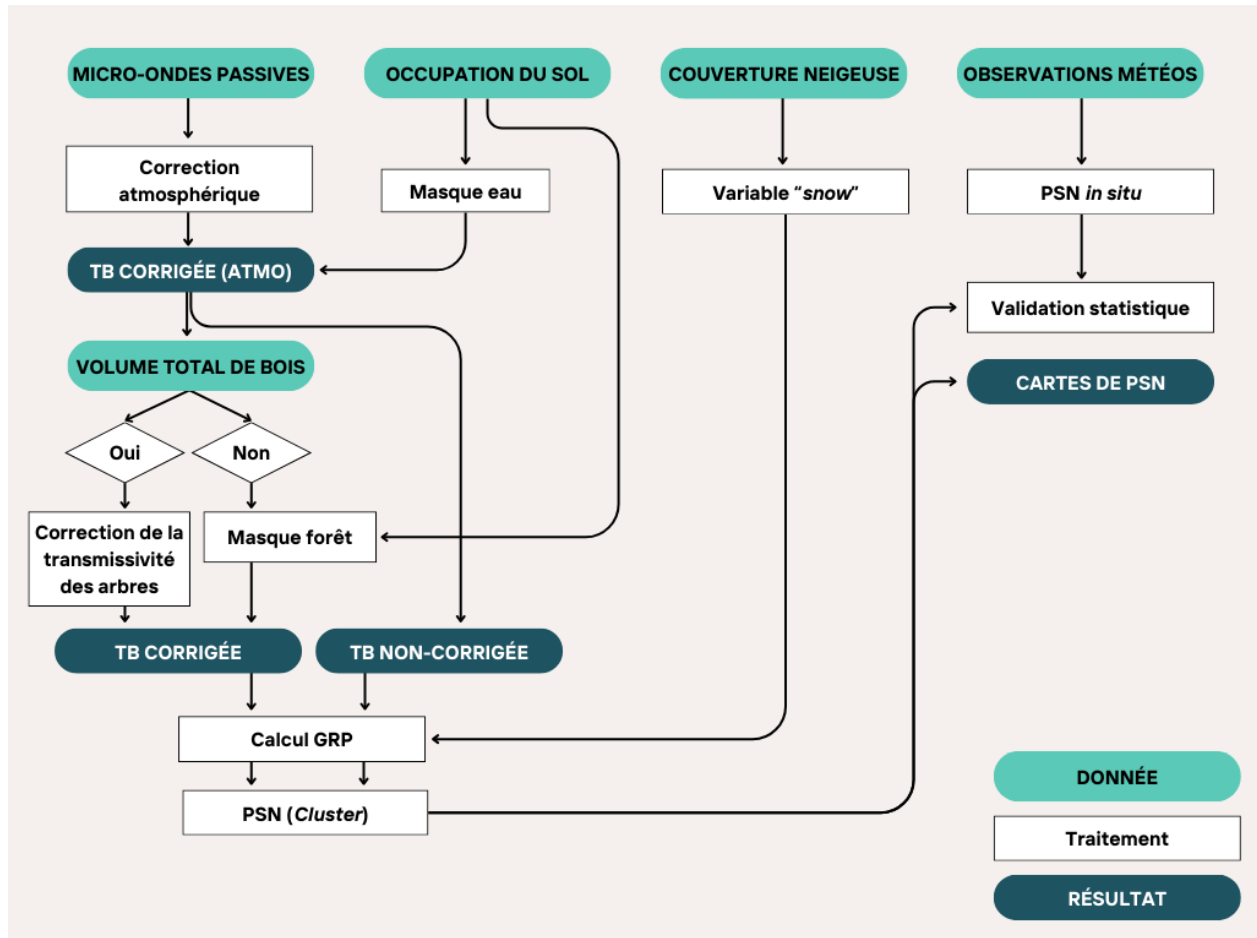 MICRO-ONDES PASSIVES
OCCUPATION DU SOL
COUVERTURE NEIGEUSE
OBSERVATIONS MÉTÉOS
Correction
atmosphérique
Masque eau
Variable “snow”
PSN in situ
TB CORRIGÉE (ATMO)
Validation statistique
VOLUME TOTAL DE BOIS
CARTES DE PSN
Oui
Non
Correction de la
transmissivité
des arbres
Masque forêt
TB CORRIGÉE
TB NON-CORRIGÉE
Calcul GRP
PSN (Cluster)
DONNÉE
Traitement
RÉSULTAT